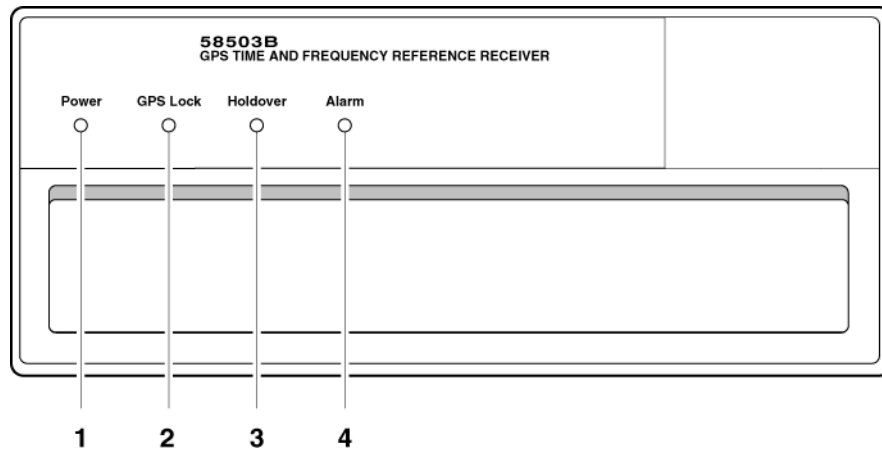 58503B
GPS TIME AND FREQUENCY REFERENCE RECEIVER
Power GPS Lock Holdover Alarm
1 2 3 4